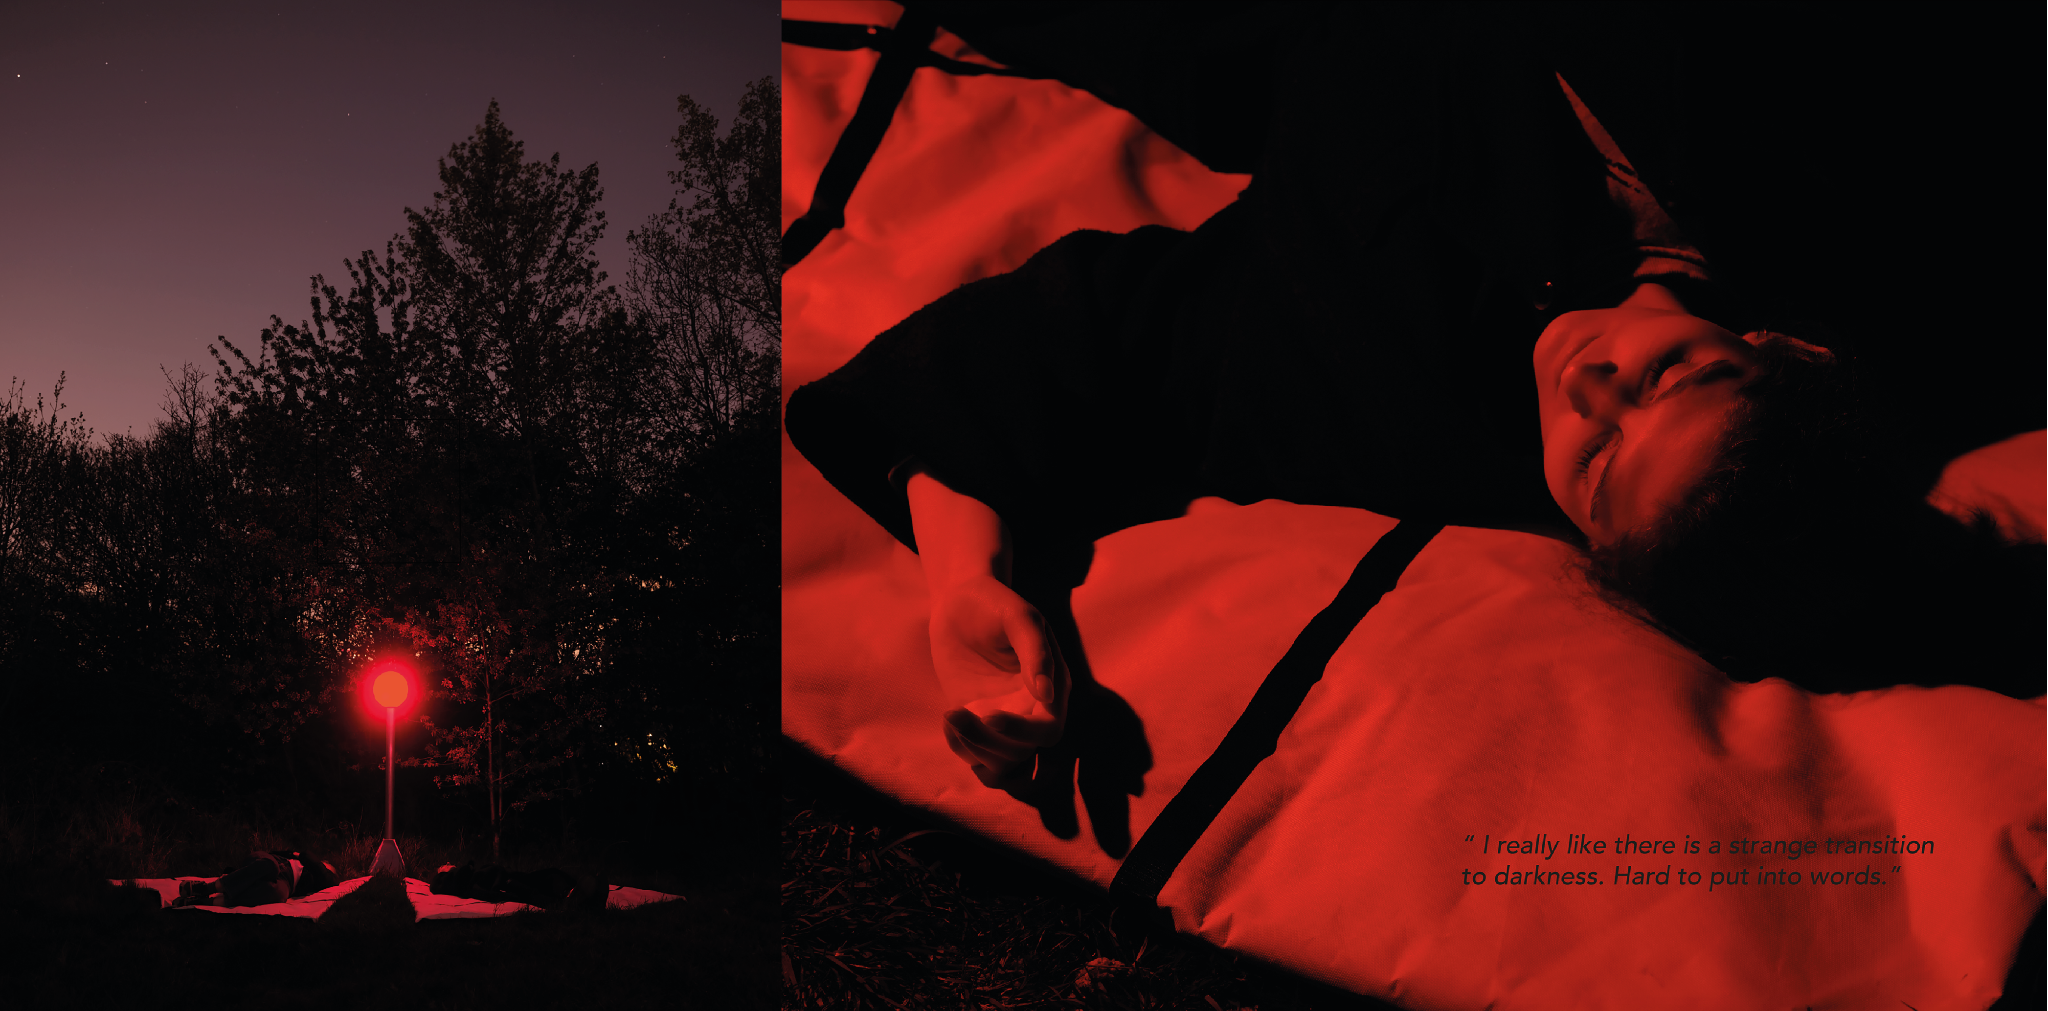 “ I really like there is a strange transition
to darkness. Hard to put into words.”